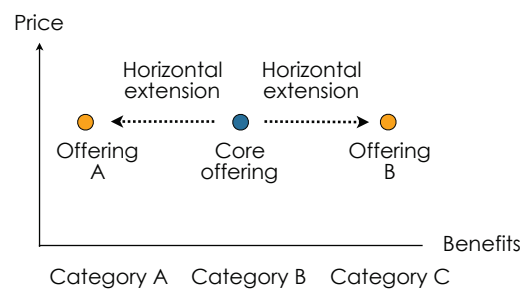 Price
Horizontal
extension
Horizontal
extension
Offering
A
Core
offering
Offering
B
Benefits
Category A
Category B
Category C